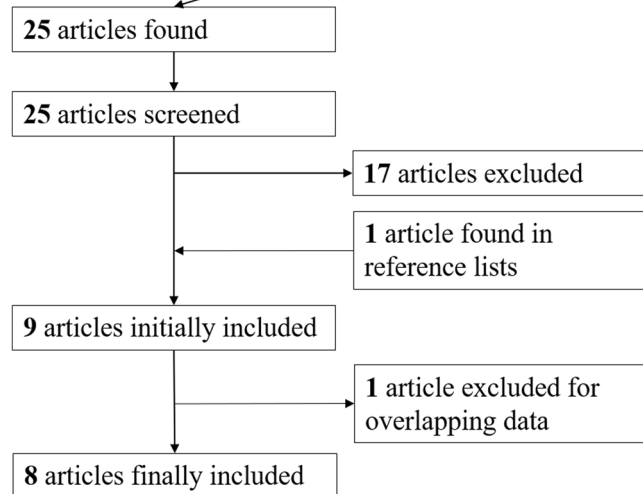 25 articles found
25 articles screened
17 articles excluded
1 article found in
reference lists
9 articles initially included
1 article excluded for
overlapping data
8 articles finally included